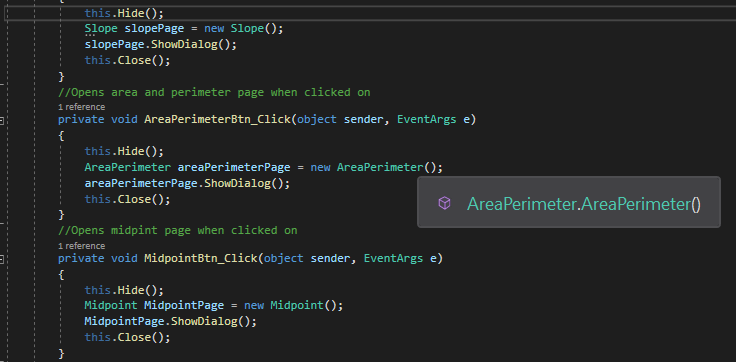 {
this.Hide();
Slope slopePage = new Slope();
slopePage.ShowDialog();
this.Close();
}
//Opens area and perimeter page when clicked on
1 reference
private void AreaPerimeterBtn_Click(object sender, EventArgs e)
{
this.Hide();
AreaPerimeter areaPerimeterPage = new AreaPerimeter();
areaPerimeterPage.ShowDialog();
this.Close();
}
AreaPerimeter.AreaPerimeter()
//Opens midpint page when clicked on
1 reference
private void MidpointBtn_Click(object sender, EventArgs e)
{
this.Hide();
Midpoint MidpointPage = new Midpoint();
MidpointPage.ShowDialog();
this.Close();
}